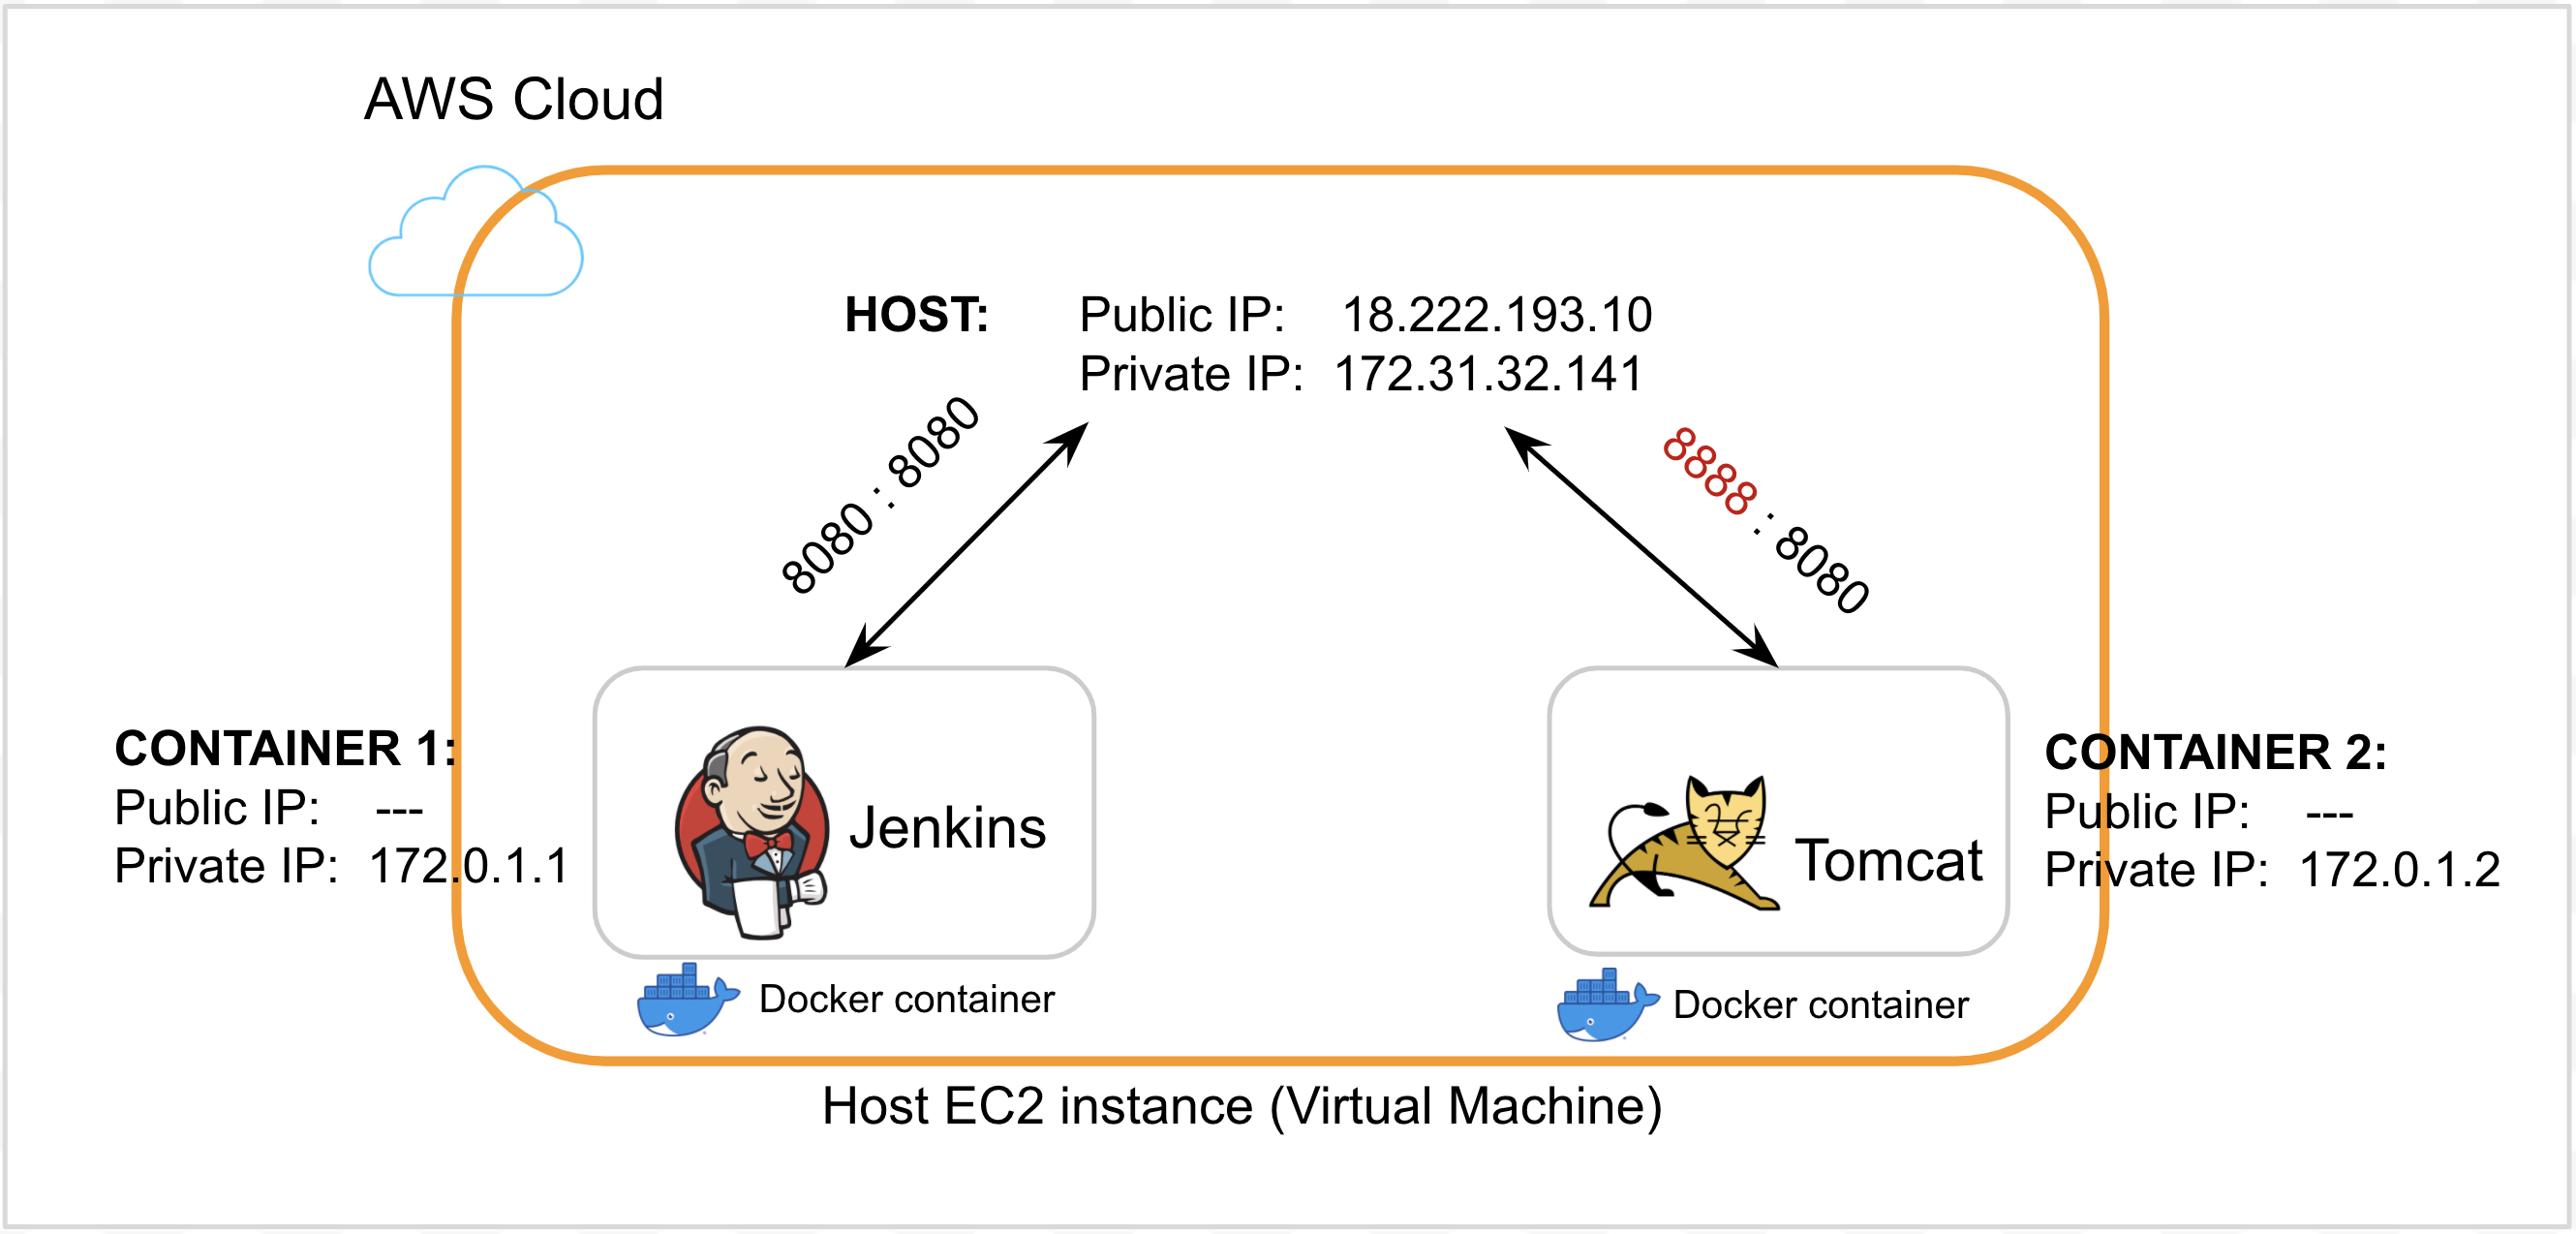 AWS Cloud
HOST: Public IP: 18.222.193.10
Private IP: 172.31.32.141
8080 : 8080
8888 : 8080
CONTAINER 1:
Public IP: ---
Private IP: 172.0.1.1
Jenkins
Docker container
Tomcat
Docker container
CONTAINER 2:
Public IP: ---
Private IP: 172.0.1.2
Host EC2 instance (Virtual Machine)